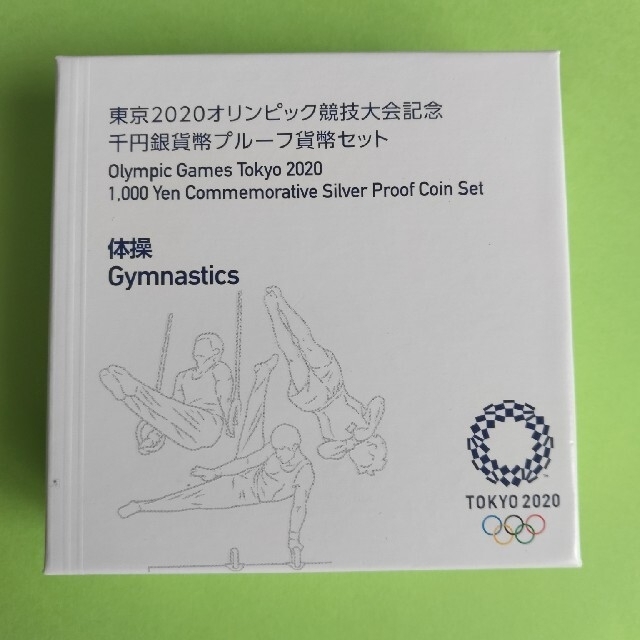 東京2020オリンピック競技大会記念
千円銀貨幣プルーフ貨幣セット
Olympic Games Tokyo 2020
1,000 Yen Commemorative Silver Proof Coin Set
体操
Gymnastics
TOKYO 2020